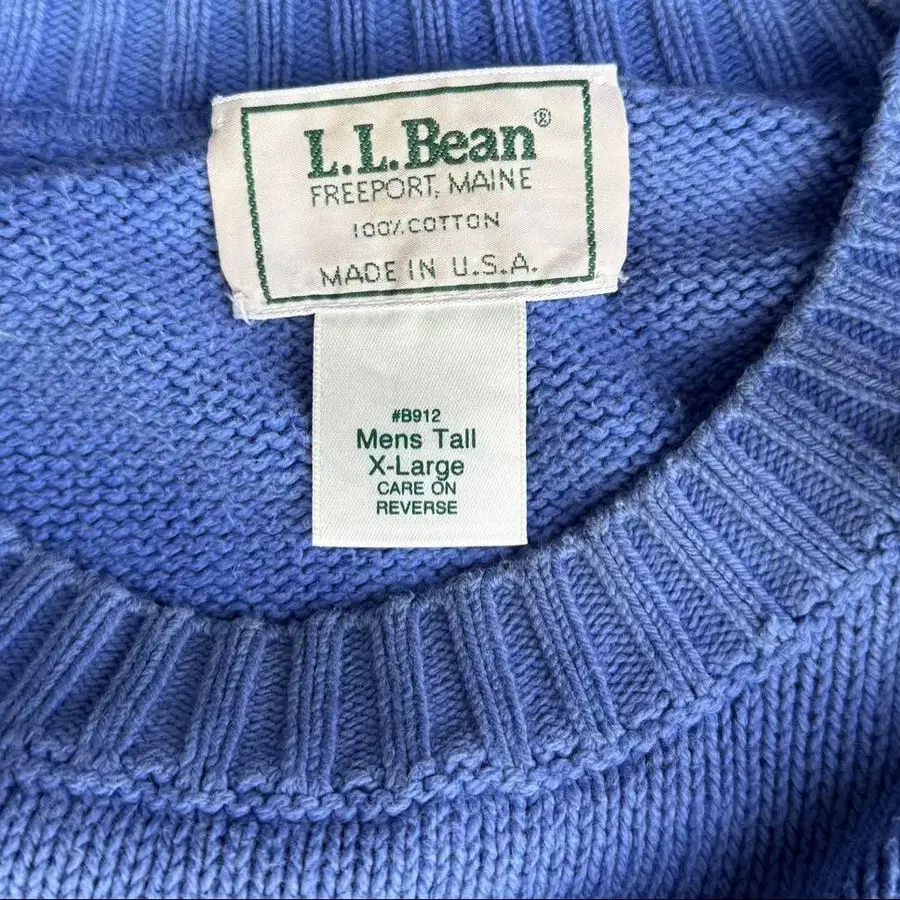 L.L.Bean®
FREEPORT, MAINE
100% COTTON
MADE IN U.S.A.
#B912
Mens Tall
X-Large
CARE ON
REVERSE